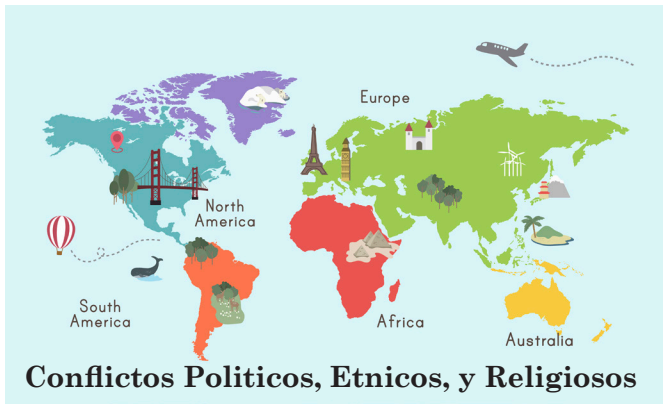 Europe
North
America
South
America
Africa
Australia
Conflictos Politicos, Etnicos, y Religiosos